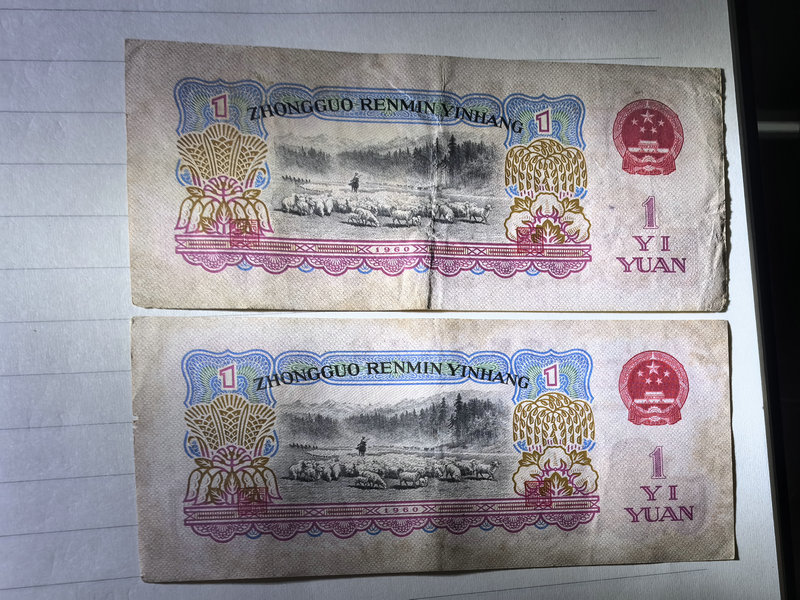 1 1
ZHONGGUO RENMIN YINHANG
1960
1
YI
YUAN
1 1
ZHONGGUO RENMIN YINHANG
1960
1
YI
YUAN